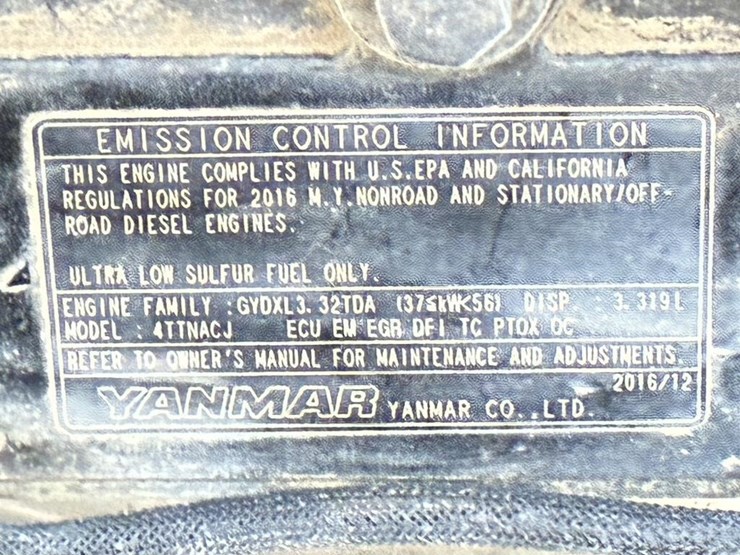 EMISSION CONTROL INFORMATION
THIS ENGINE COMPLIES WITH U.S.EPA AND CALIFORNIA
REGULATIONS FOR 2016 M.Y.NONROAD AND STATIONARY/OFF-
ROAD DIESEL ENGINES.
ULTRA LOW SULFUR FUEL ONLY.
ENGINE FAMILY :GYDXL3.32TDA (37≤kW<56) DISP. : 3.319L
MODEL : 4TTNACJ ECU EM EGR DFI TC PTOX OC
REFER TO OWNER'S MANUAL FOR MAINTENANCE AND ADJUSTMENTS.
2016/12
YANMAR YANMAR CO.,LTD.